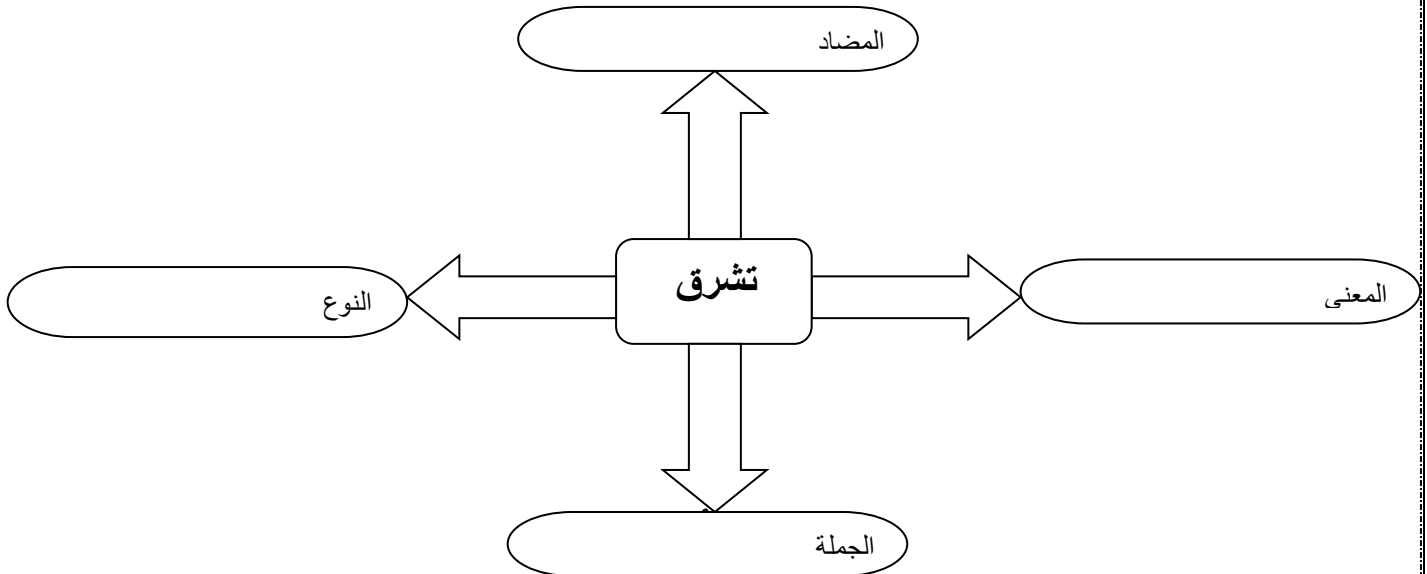 المضاد
تشرق
المعنى
النوع
الجملة